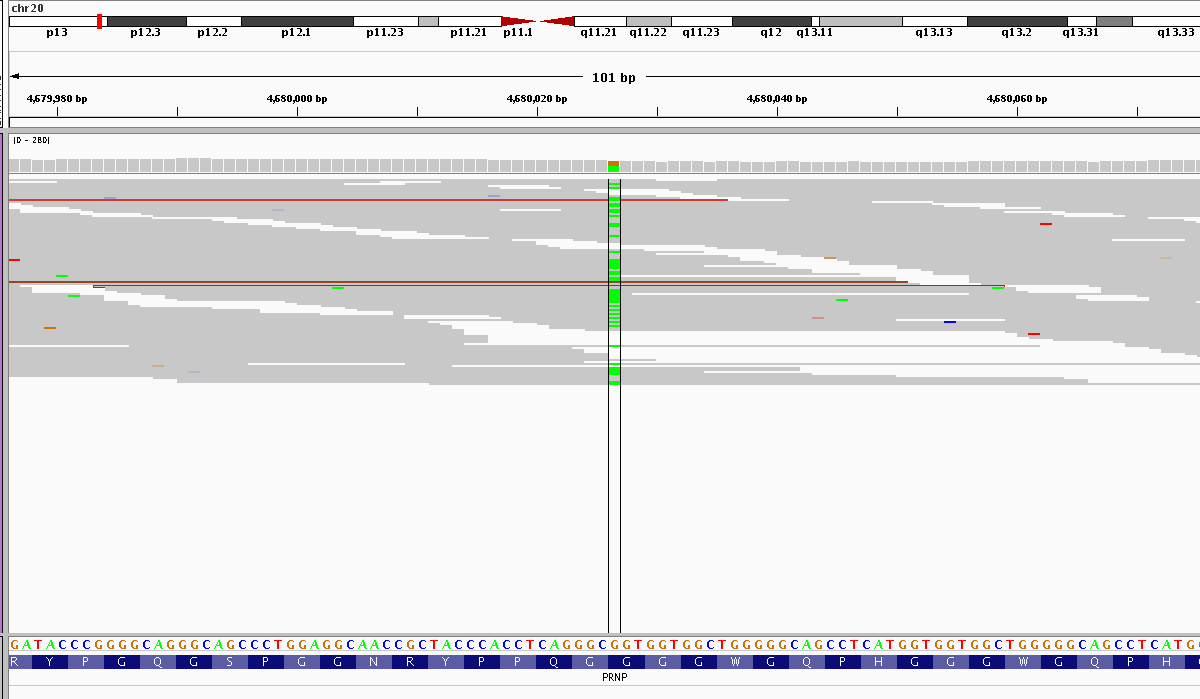 chr20
p13 p12.3 p12.2 p12.1 p11.23 p11.21 p11.1 q11.21 q11.22 q11.23 q12 q13.11 q13.13 q13.2 q13.31 q13.33
101 bp
4,679,980 bp 4,680,000 bp 4,680,020 bp 4,680,040 bp 4,680,060 bp
[0 - 280]
GATACCCGGGGCAGGGCAGCCCTGGAGGCAACCGCTACCCACCTCAGGGCGGTGGTGGCTGGGGGCAGCCTCATGGTGGTGGCTGGGGGCAGCCTCATG
R Y P G Q G S P G G N R Y P P Q G G G G W G Q P H G G G W G Q P H
PRNP